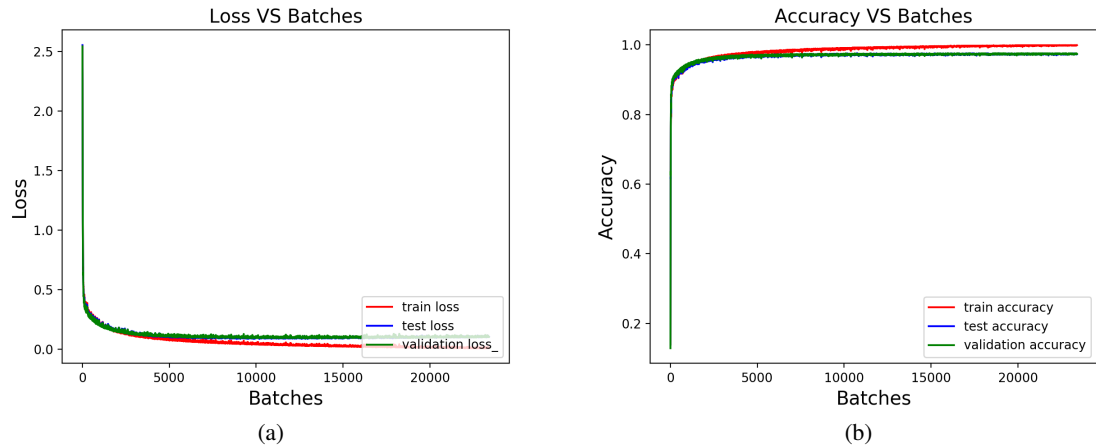 Loss VS Batches
2.5
2.0
1.5
1.0
0.5
0.0
Loss
train loss
test loss
validation loss_
0
5000
10000
15000
20000
Batches
(a)
Accuracy VS Batches
1.0
0.8
0.6
0.4
0.2
Accuracy
train accuracy
test accuracy
validation accuracy
0
5000
10000
15000
20000
Batches
(b)